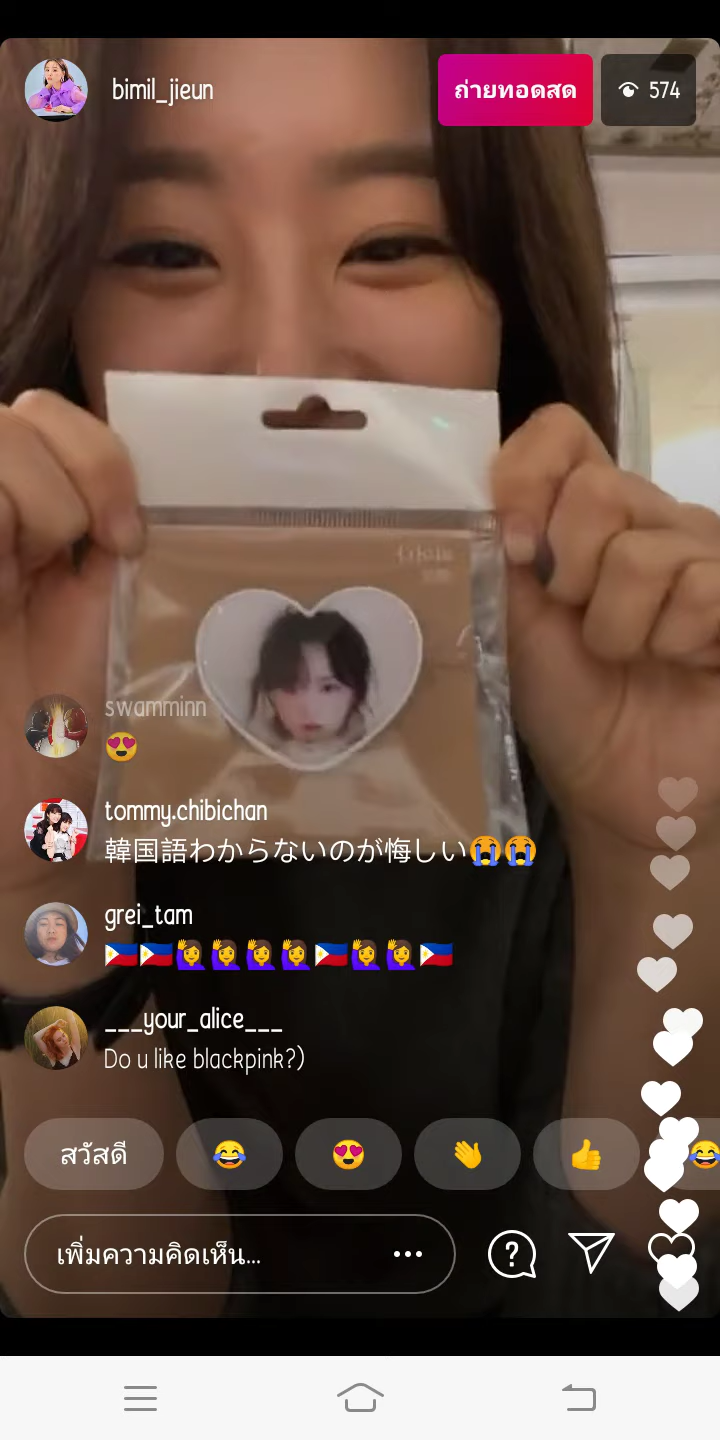 bimil_jieun
ถ่ายทอดสด
574
swamminn
😍
tommy.chibichan
韓国語わからないのが悔しい😭😭
grei_tam
🇵🇭🇵🇭🙋‍♀️🙋‍♀️🙋‍♀️🙋‍♀️🇵🇭🙋‍♀️🙋‍♀️🇵🇭
___your_alice___
Do u like blackpink?)
สวัสดี 😂 😍 👋 👍 😂
เพิ่มความคิดเห็น...